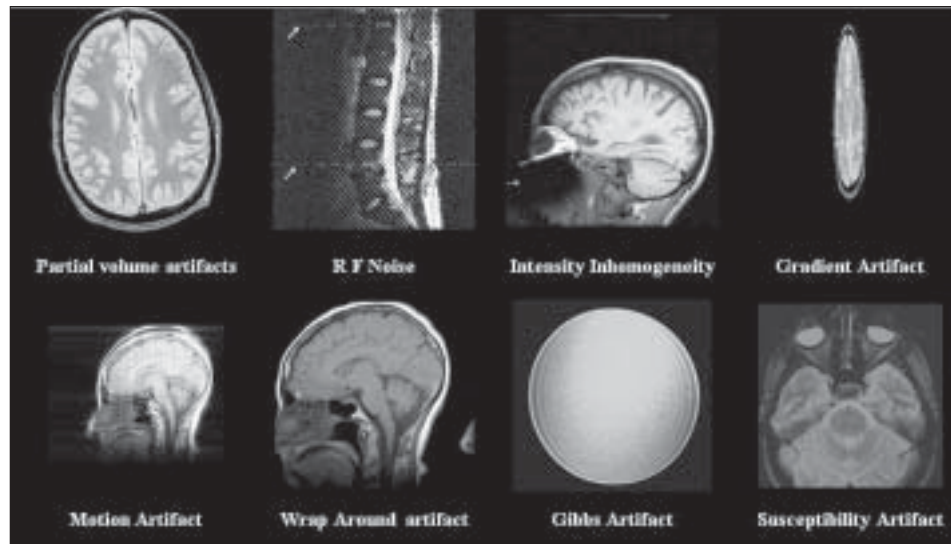 Partial volume artifacts
R F Noise
Intensity Inhomogeneity
Gradient Artifact
Motion Artifact
Wrap Around artifact
Gibbs Artifact
Susceptibility Artifact